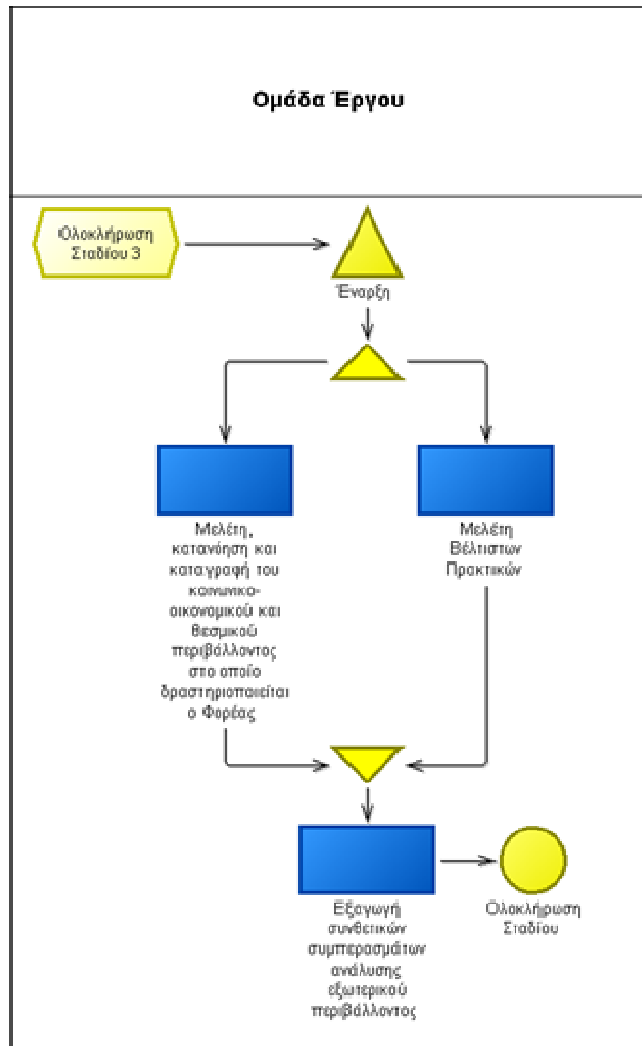 Ομάδα Έργου
Ολοκλήρωση
Σταδίου 3
Έναρξη
Μελέτη,
κατανόηση και
καταγραφή του
κοινωνικο-
οικονομικού και
θεσμικού
περιβάλλοντος
στο οποίο
δραστηριοποιείται
ο Φορέας
Μελέτη
Βέλτιστων
Πρακτικών
Εξαγωγή
συνθετικών
συμπερασμάτων
ανάλυσης
εξωτερικού
περιβάλλοντος
Ολοκλήρωση
Σταδίου